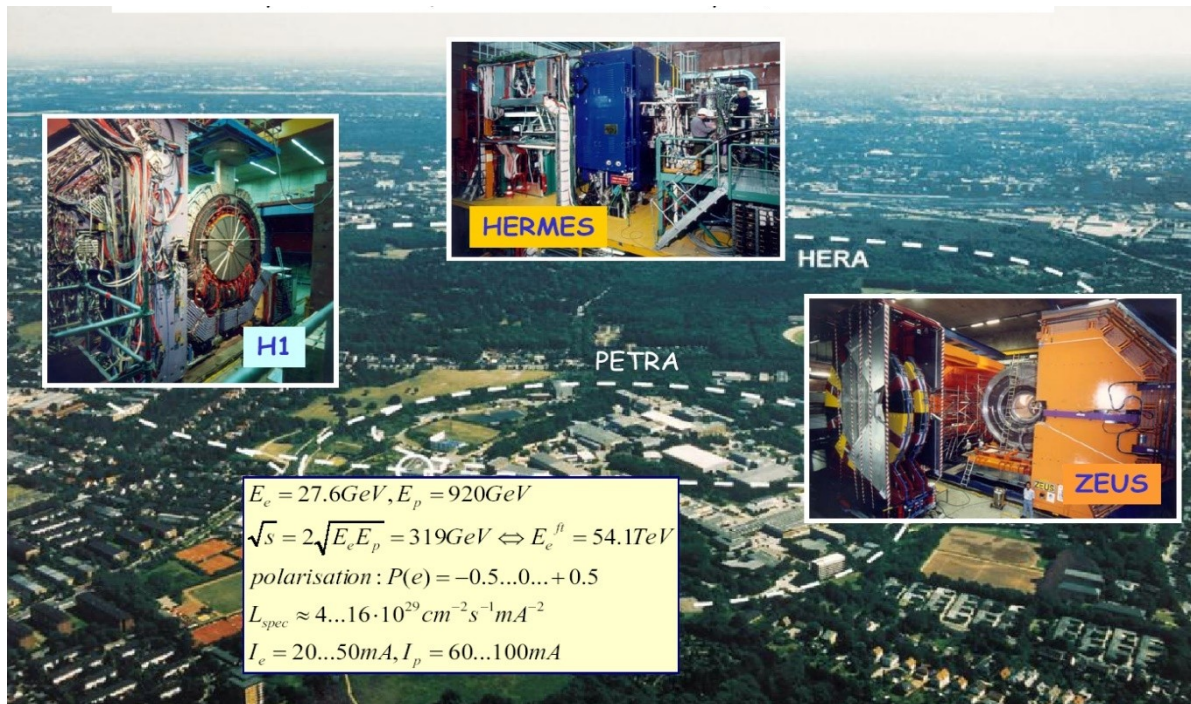 HERMES
HERA
H1
PETRA
ZEUS
ZEUS
E_e = 27.6GeV, E_p = 920GeV
√s = 2√E_eE_p = 319GeV ⇔ E_e^ft = 54.1TeV
polarisation : P(e) = −0.5...0...+0.5
L_spec ≈ 4...16·10^29 cm^−2 s^−1 mA^−2
I_e = 20...50mA, I_p = 60...100mA